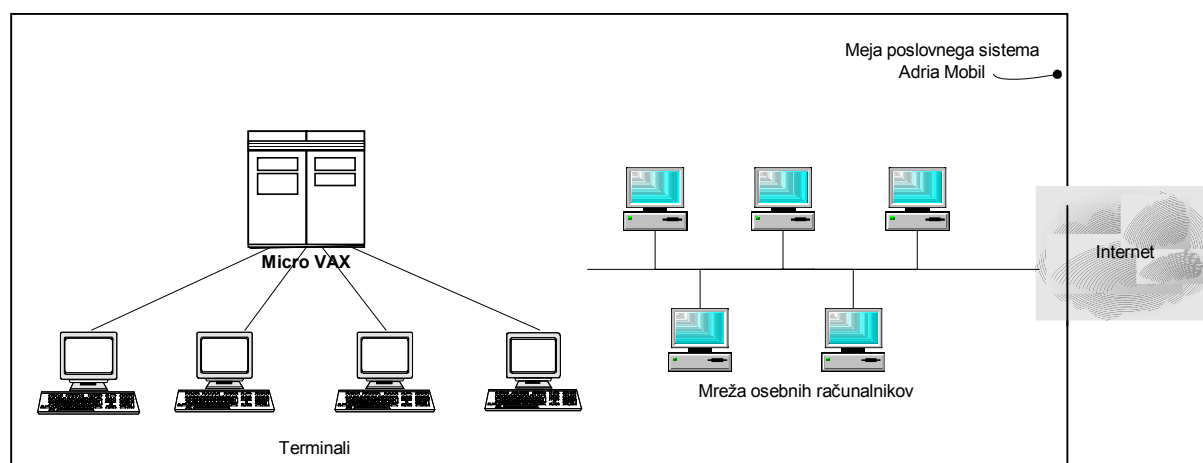 Meja poslovnega sistema
Adria Mobil
Micro VAX
Internet
Mreža osebnih računalnikov
Terminali